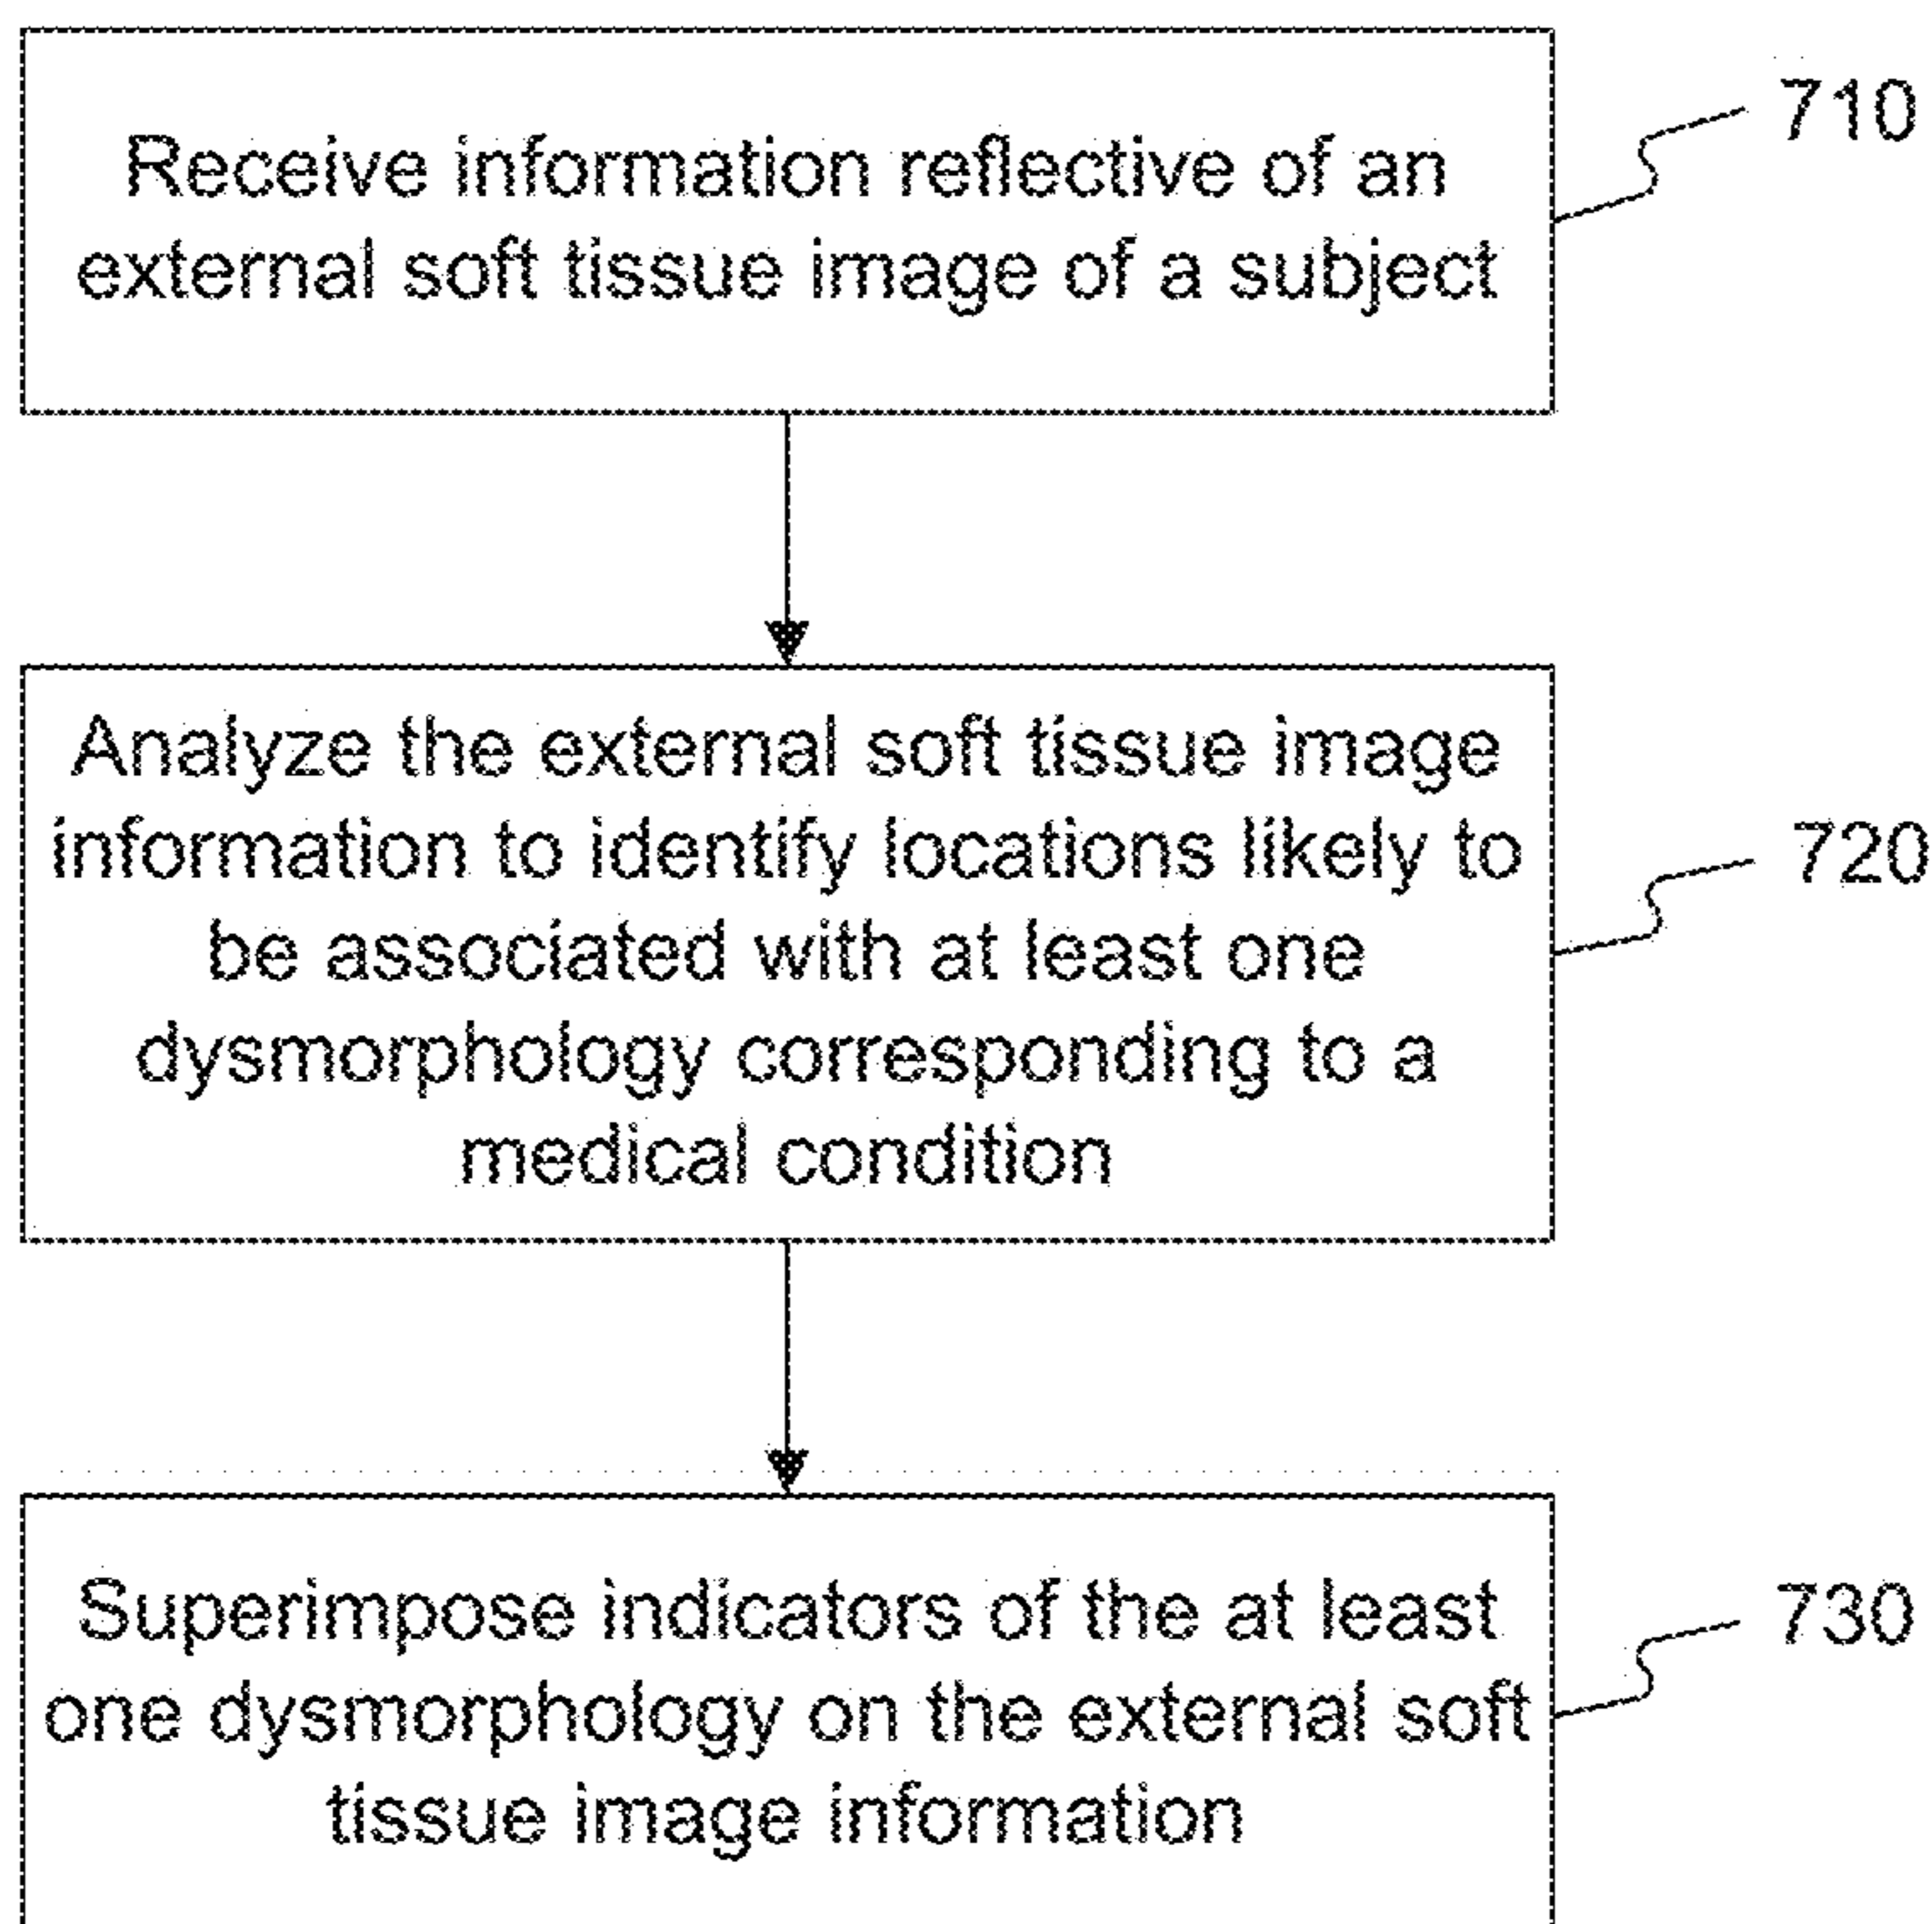 Receive information reflective of an
external soft tissue image of a subject
710
Analyze the external soft tissue image
information to identify locations likely to
be associated with at least one
dysmorphology corresponding to a
medical condition
720
Superimpose indicators of the at least
one dysmorphology on the external soft
tissue image information
730